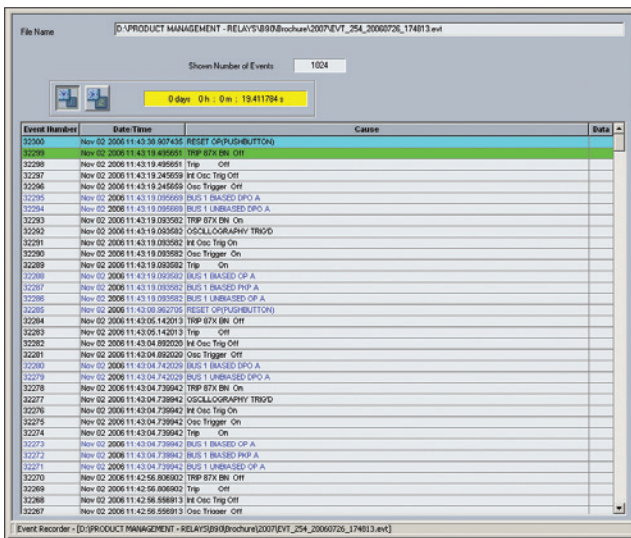 File Name D:\PRODUCT MANAGEMENT - RELAYS\B90\Brochure\2007\EVT_254_20060726_174813.evt
Shown Number of Events 1024
0 days 0 h : 0 m : 19.411784 s
Event Number Date/Time Cause Data
32300 Nov 02 2006 11:43:38.907435 RESET OP(PUSHBUTTON)
32299 Nov 02 2006 11:43:19.495651 TRIP 87X BN Off
32298 Nov 02 2006 11:43:19.495651 Trip Off
32297 Nov 02 2006 11:43:19.245659 Int Osc Trig Off
32296 Nov 02 2006 11:43:19.245659 Osc Trigger Off
32295 Nov 02 2006 11:43:19.095669 BUS 1 BIASED DPO A
32294 Nov 02 2006 11:43:19.095669 BUS 1 UNBIASED DPO A
32293 Nov 02 2006 11:43:19.093582 TRIP 87X BN On
32292 Nov 02 2006 11:43:19.093582 OSCILLOGRAPHY TRIG'D
32291 Nov 02 2006 11:43:19.093582 Int Osc Trig On
32290 Nov 02 2006 11:43:19.093582 Osc Trigger On
32289 Nov 02 2006 11:43:19.093582 Trip On
32288 Nov 02 2006 11:43:19.093582 BUS 1 BIASED OP A
32287 Nov 02 2006 11:43:19.093582 BUS 1 BIASED PKP A
32286 Nov 02 2006 11:43:19.093582 BUS 1 UNBIASED OP A
32285 Nov 02 2006 11:43:08.962705 RESET OP(PUSHBUTTON)
32284 Nov 02 2006 11:43:05.142013 TRIP 87X BN Off
32283 Nov 02 2006 11:43:05.142013 Trip Off
32282 Nov 02 2006 11:43:04.892020 Int Osc Trig Off
32281 Nov 02 2006 11:43:04.892020 Osc Trigger Off
32280 Nov 02 2006 11:43:04.742029 BUS 1 BIASED DPO A
32279 Nov 02 2006 11:43:04.742029 BUS 1 UNBIASED DPO A
32278 Nov 02 2006 11:43:04.739942 TRIP 87X BN On
32277 Nov 02 2006 11:43:04.739942 OSCILLOGRAPHY TRIG'D
32276 Nov 02 2006 11:43:04.739942 Int Osc Trig On
32275 Nov 02 2006 11:43:04.739942 Osc Trigger On
32274 Nov 02 2006 11:43:04.739942 Trip On
32273 Nov 02 2006 11:43:04.739942 BUS 1 BIASED OP A
32272 Nov 02 2006 11:43:04.739942 BUS 1 BIASED PKP A
32271 Nov 02 2006 11:43:04.739942 BUS 1 UNBIASED OP A
32270 Nov 02 2006 11:42:56.806902 TRIP 87X BN Off
32269 Nov 02 2006 11:42:56.806902 Trip Off
32268 Nov 02 2006 11:42:56.556913 Int Osc Trig Off
32267 Nov 02 2006 11:42:56.556913 Osc Trigger Off
Event Recorder - [D:\PRODUCT MANAGEMENT - RELAYS\B90\Brochure\2007\EVT_254_20060726_174813.evt]